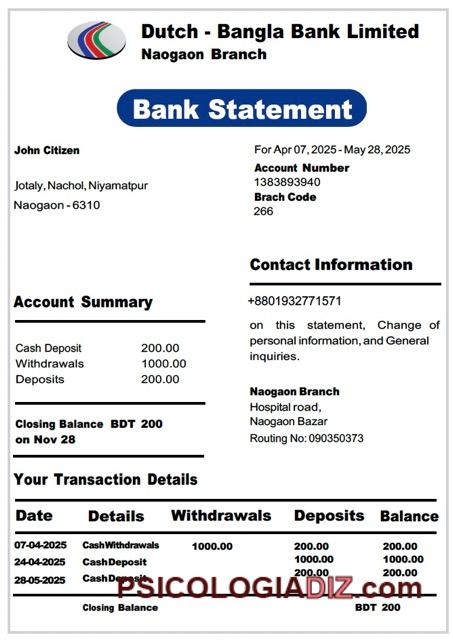 Dutch - Bangla Bank Limited
Naogaon Branch
Bank Statement
John Citizen
Jotaly, Nachol, Niyamatpur
Naogaon - 6310
For Apr 07, 2025 - May 28, 2025
Account Number
1383893940
Brach Code
266
Contact Information
+8801932771571
on this statement, Change of
personal information, and General
inquiries.
Naogaon Branch
Hospital road,
Naogaon Bazar
Routing No: 090350373
Account Summary
Cash Deposit 200.00
Withdrawals 1000.00
Deposits 200.00
Closing Balance BDT 200
on Nov 28
Your Transaction Details
Date Details Withdrawals Deposits Balance
07-04-2025 CashWithdrawals 1000.00 200.00 200.00
24-04-2025 CashDeposit 1000.00 1000.00
28-05-2025 CashDeposit 200.00 200.00
PSICOLOGIADIZ.com
Closing Balance BDT 200